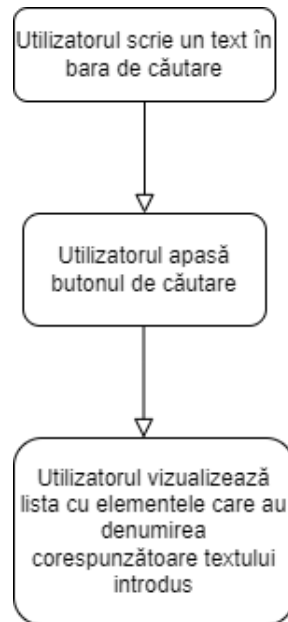 Utilizatorul scrie un text în
bara de căutare
Utilizatorul apasă
butonul de căutare
Utilizatorul vizualizează
lista cu elementele care au
denumirea
corespunzătoare textului
introdus